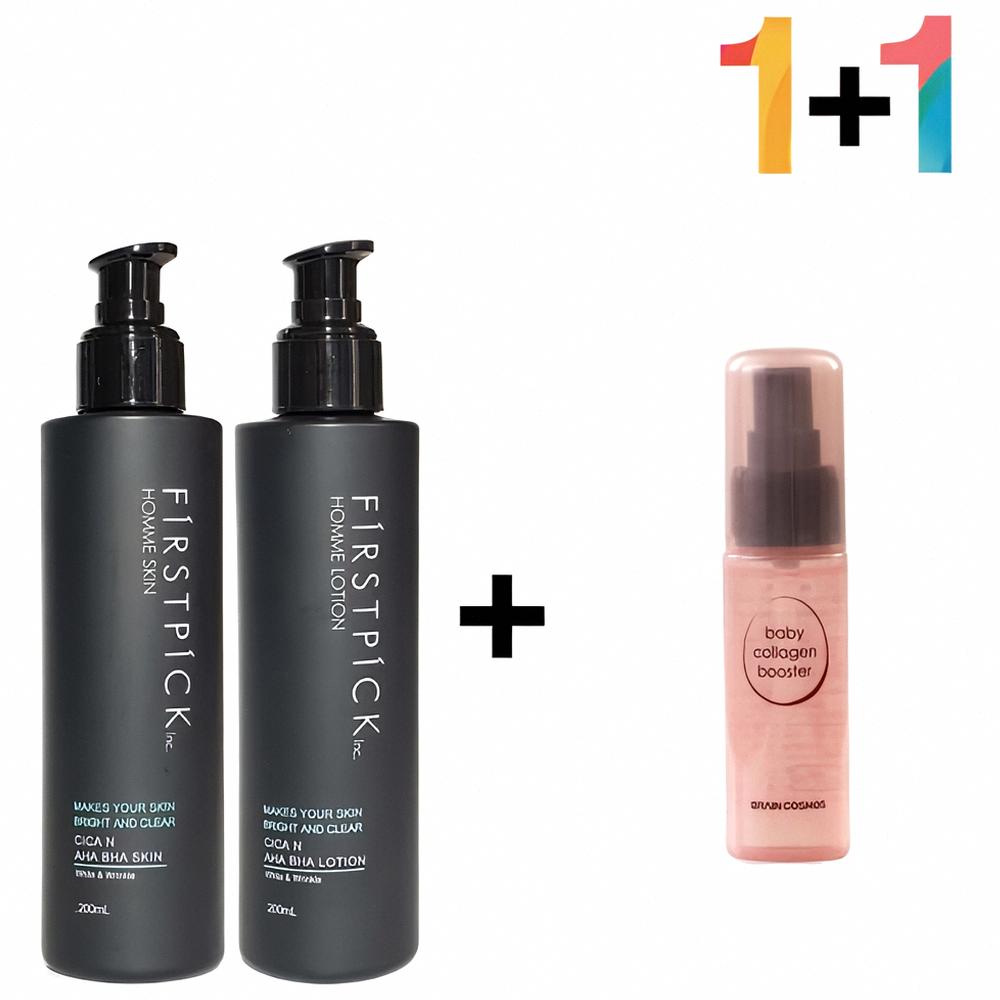 1+1
FIRSTPICK Inc.
HOMME SKIN
MAKES YOUR SKIN
BRIGHT AND CLEAR
CICA N
AHA BHA SKIN
200mL
FIRSTPICK Inc.
HOMME LOTION
MAKES YOUR SKIN
BRIGHT AND CLEAR
CICA N
AHA BHA LOTION
200mL
+
baby
collagen
booster
BRAIN COSMOS